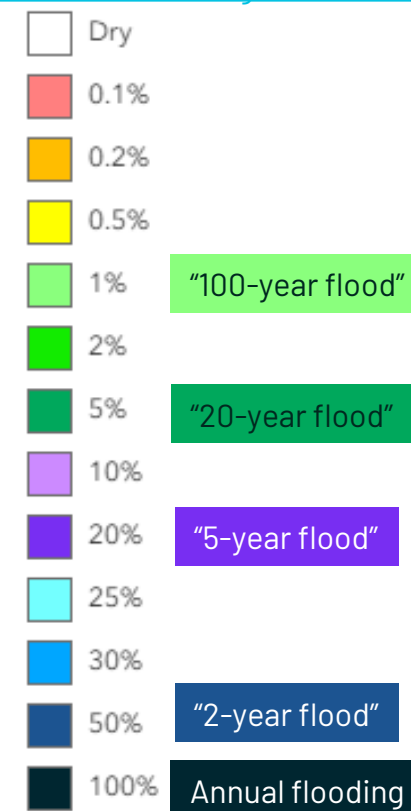 Dry
0.1%
0.2%
0.5%
1% “100-year flood”
2%
5% “20-year flood”
10%
20% “5-year flood”
25%
30%
50% “2-year flood”
100% Annual flooding